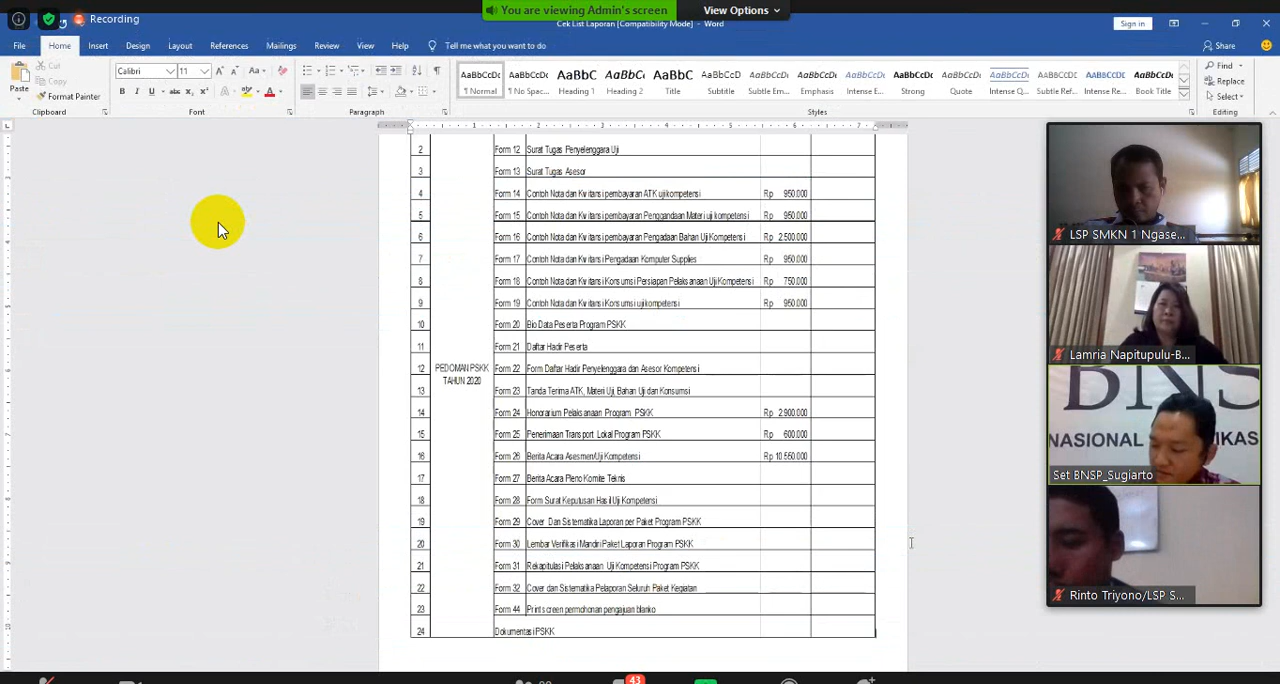 You are viewing Admin's screen
View Options
Recording
Cek List Laporan [Compatibility Mode] - Word
Sign in
File Home Insert Design Layout References Mailings Review View Help Tell me what you want to do
Share
Cut
Copy
Paste
Format Painter
Calibri 11
AaBbCcDc AaBbCcDc AaBbC AaBbCc AaBbC AaBbCcD AaBbCcDc AaBbCcDc AaBbCcDc AaBbCcDc AaBbCcDc AaBbCcDc AaBbCcDc AaBbCcDc
¶ Normal ¶ No Spac... Heading 1 Heading 2 Title Subtitle Subtle Em... Emphasis Intense E... Strong Quote Intense Q... Subtle Ref... Intense Re... Book Title
Find
Replace
Select
Clipboard Font Paragraph Styles Editing
2 Form 12 Surat Tugas Penyelenggara Uji
3 Form 13 Surat Tugas Asesor
4 Form 14 Contoh Nota dan Kwitansi pembayaran ATK uji kompetensi Rp 950.000
5 Form 15 Contoh Nota dan Kwitansi pembayaran Penggandaan Materi uji kompetensi Rp 950.000
6 Form 16 Contoh Nota dan Kwitansi pembayaran Pengadaan Bahan Uji Kompetensi Rp 2.500.000
7 Form 17 Contoh Nota dan Kwitansi Pengadaan Komputer Supplies Rp 950.000
8 Form 18 Contoh Nota dan Kwitansi Konsumsi Persiapan Pelaksanaan Uji Kompetensi Rp 750.000
9 Form 19 Contoh Nota dan Kwitansi Konsumsi uji kompetensi Rp 950.000
10 Form 20 Bio Data Peserta Program PSKK
11 Form 21 Daftar Hadir Peserta
PEDOMAN PSKK
TAHUN 2020
12 Form 22 Form Daftar Hadir Penyelenggara dan Asesor Kompetensi
13 Form 23 Tanda Terima ATK, Materi Uji, Bahan Uji dan Konsumsi
14 Form 24 Honorarium Pelaksanaan Program PSKK Rp 2.900.000
15 Form 25 Penerimaan Transport Lokal Program PSKK Rp 600.000
16 Form 26 Berita Acara Asesmen/Uji Kompetensi Rp 10.550.000
17 Form 27 Berita Acara Pleno Komite Teknis
18 Form 28 Form Surat Keputusan Hasil Uji Kompetensi
19 Form 29 Cover Dan Sistematika Laporan per Paket Program PSKK
20 Form 30 Lembar Verifikasi Mandiri Paket Laporan Program PSKK
21 Form 31 Rekapitulasi Pelaksanaan Uji Kompetensi Program PSKK
22 Form 32 Cover dan Sistematika Pelaporan Seluruh Paket Kegiatan
23 Form 44 Print screen permohonan pengajuan blanko
24 Dokumentasi PSKK
LSP SMKN 1 Ngase...
Lamria Napitupulu-B...
BNS
NASIONAL
IKAS
Set BNSP_Sugiarto
Rinto Triyono/LSP S...
43